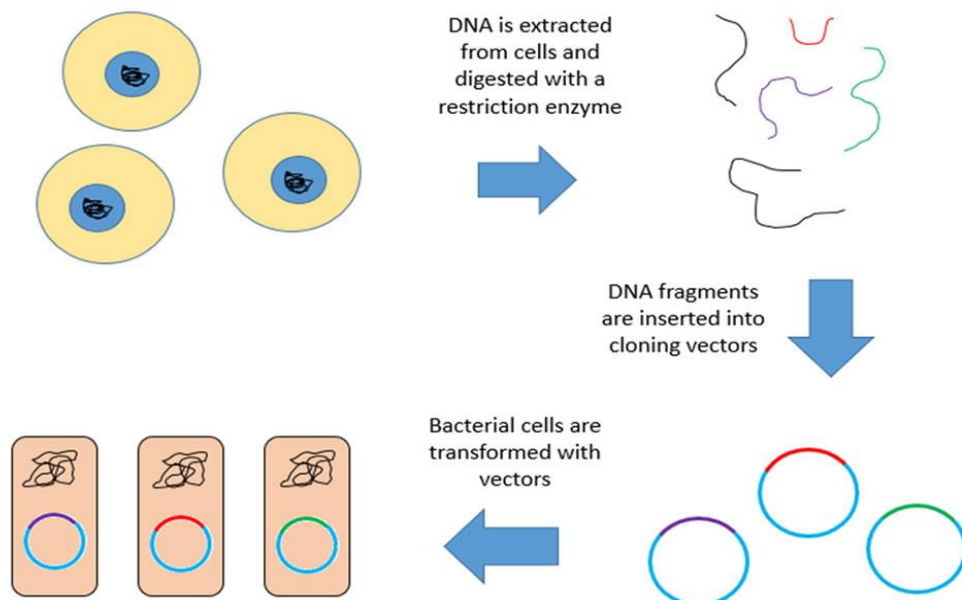 DNA is extracted
from cells and
digested with a
restriction enzyme
DNA fragments
are inserted into
cloning vectors
Bacterial cells are
transformed with
vectors